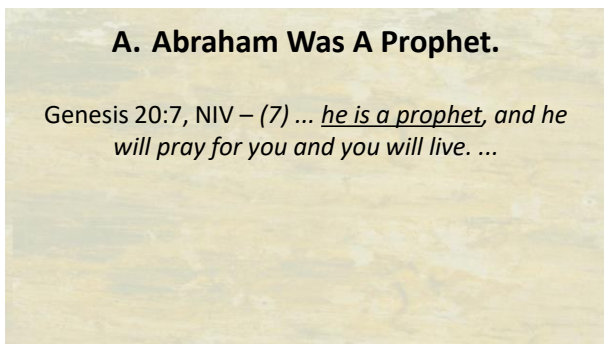 A. Abraham Was A Prophet.
Genesis 20:7, NIV – (7) ... he is a prophet, and he
will pray for you and you will live. ...